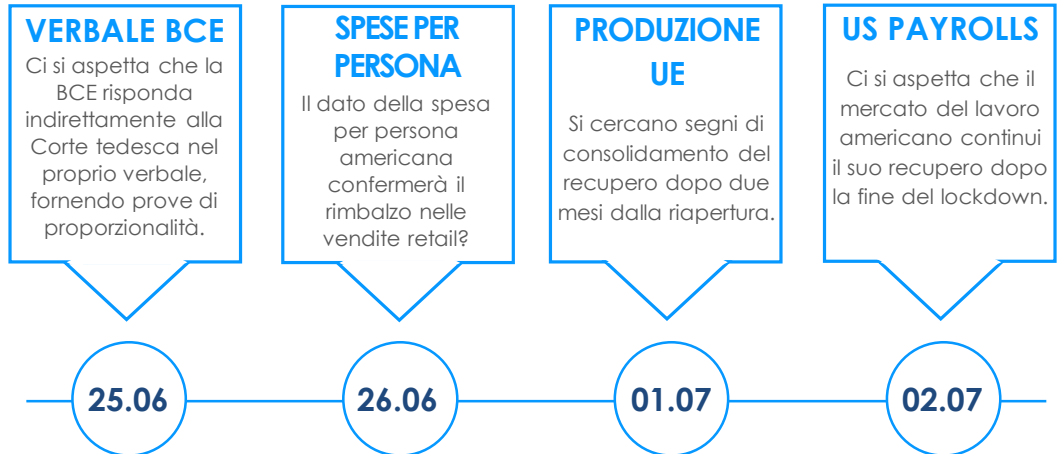 VERBALE BCE
Ci si aspetta che la
BCE risponda
indirettamente alla
Corte tedesca nel
proprio verbale,
fornendo prove di
proporzionalità.
SPESE PER
PERSONA
Il dato della spesa
per persona
americana
confermerà il
rimbalzo nelle
vendite retail?
PRODUZIONE
UE
Si cercano segni di
consolidamento del
recupero dopo due
mesi dalla riapertura.
US PAYROLLS
Ci si aspetta che il
mercato del lavoro
americano continui
il suo recupero dopo
la fine del lockdown.
25.06
26.06
01.07
02.07